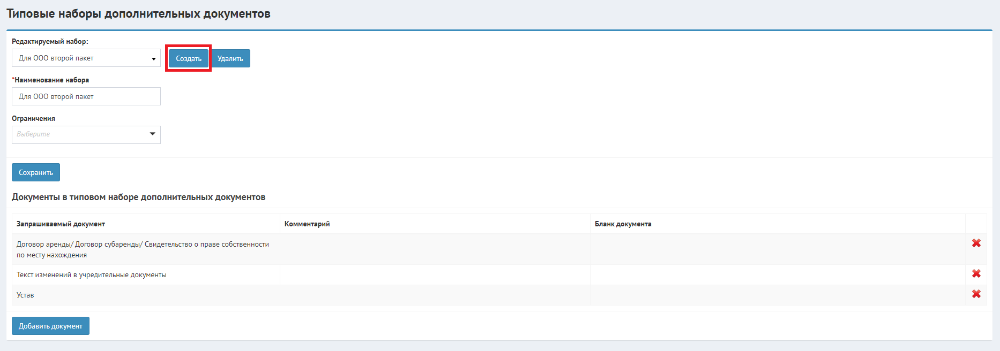 Типовые наборы дополнительных документов
Редактируемый набор:
Для ООО второй пакет
Создать
Удалить
*Наименование набора
Для ООО второй пакет
Ограничения
Выберите
Сохранить
Документы в типовом наборе дополнительных документов
Запрашиваемый документ
Комментарий
Бланк документа
Договор аренды/ Договор субаренды/ Свидетельство о праве собственности
по месту нахождения
Текст изменений в учредительные документы
Устав
Добавить документ